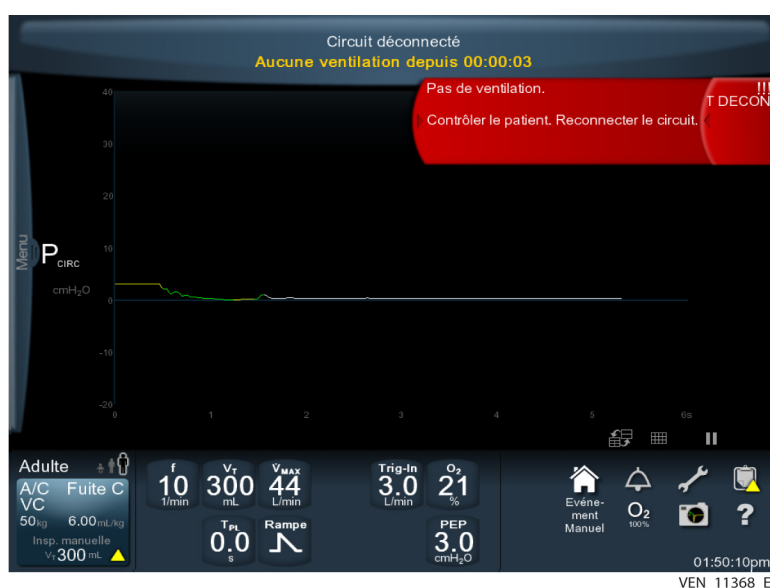 Circuit déconnecté
Aucune ventilation depuis 00:00:03
Pas de ventilation.
!!!
T DECON
Contrôler le patient. Reconnecter le circuit.
Menu
40
30
20
10
0
-10
-20
PCIRC
cmH2O
0 1 2 3 4 5 6s
Adulte
A/C Fuite C
VC
50kg 6.00mL/kg
Insp. manuelle
VT300 mL
f VT V̇MAX Trig-In O2
10 300 44 3.0 21
1/min mL L/min L/min %
TPL Rampe PEP
0.0 3.0
s cmH2O
Evéne-
ment
Manuel
O2
100%
?
01:50:10pm
VEN_11368_E